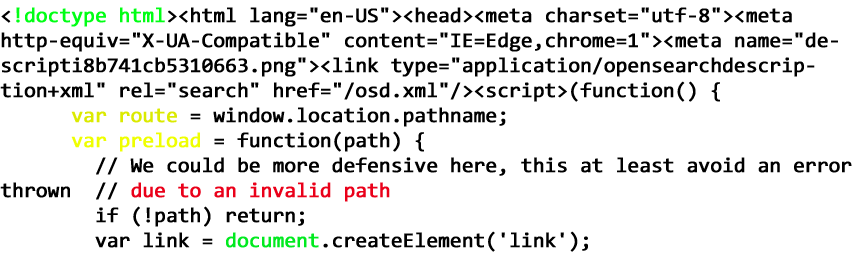 <!doctype html><html lang="en-US"><head><meta charset="utf-8"><meta
http-equiv="X-UA-Compatible" content="IE=Edge,chrome=1"><meta name="de-
scripti8b741cb5310663.png"><link type="application/opensearchdescrip-
tion+xml" rel="search" href="/osd.xml"/><script>(function() {
var route = window.location.pathname;
var preload = function(path) {
// We could be more defensive here, this at least avoid an error
thrown // due to an invalid path
if (!path) return;
var link = document.createElement('link');